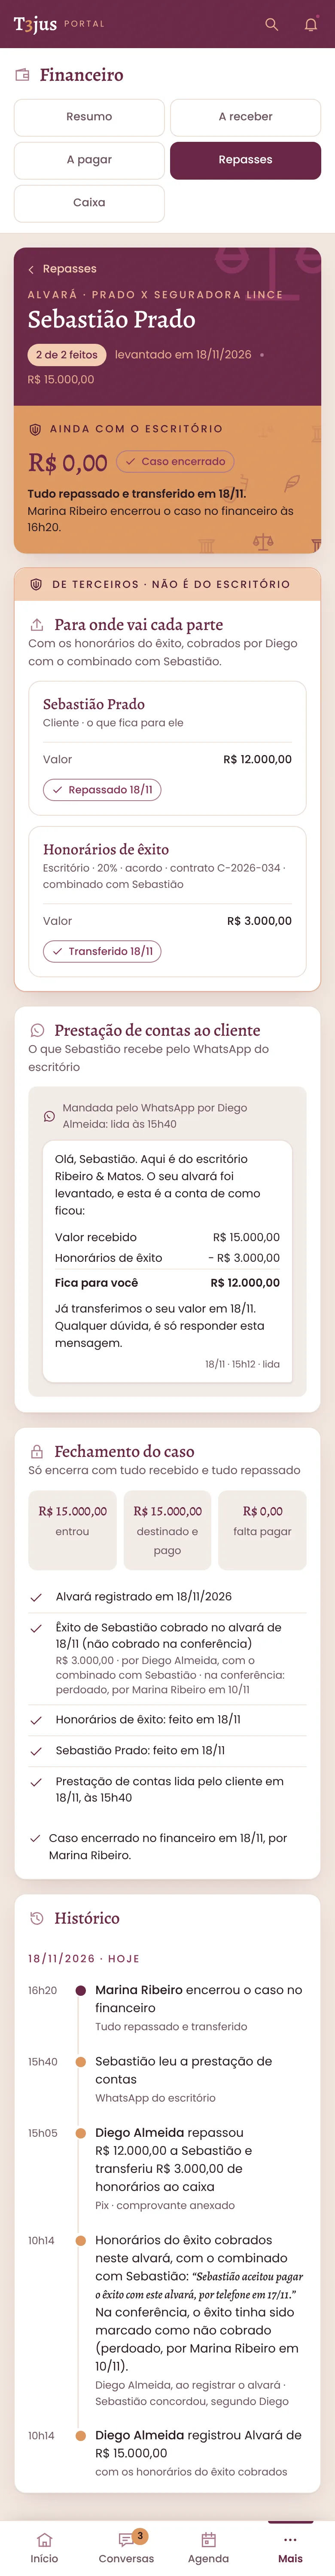 T3jus PORTAL
Financeiro
Resumo
A receber
A pagar
Repasses
Caixa
Repasses
ALVARÁ · PRADO X SEGURADORA LINCE
Sebastião Prado
2 de 2 feitos levantado em 18/11/2026
R$ 15.000,00
AINDA COM O ESCRITÓRIO
R$ 0,00 Caso encerrado
Tudo repassado e transferido em 18/11.
Marina Ribeiro encerrou o caso no financeiro às
16h20.
DE TERCEIROS · NÃO É DO ESCRITÓRIO
Para onde vai cada parte
Com os honorários do êxito, cobrados por Diego
com o combinado com Sebastião.
Sebastião Prado
Cliente · o que fica para ele
Valor R$ 12.000,00
Repassado 18/11
Honorários de êxito
Escritório · 20% · acordo · contrato C-2026-034 ·
combinado com Sebastião
Valor R$ 3.000,00
Transferido 18/11
Prestação de contas ao cliente
O que Sebastião recebe pelo WhatsApp do
escritório
Mandada pelo WhatsApp por Diego
Almeida: lida às 15h40
Olá, Sebastião. Aqui é do escritório
Ribeiro & Matos. O seu alvará foi
levantado, e esta é a conta de como
ficou:
Valor recebido R$ 15.000,00
Honorários de êxito - R$ 3.000,00
Fica para você R$ 12.000,00
Já transferimos o seu valor em 18/11.
Qualquer dúvida, é só responder esta
mensagem.
18/11 · 15h12 · lida
Fechamento do caso
Só encerra com tudo recebido e tudo repassado
R$ 15.000,00
entrou
R$ 15.000,00
destinado e
pago
R$ 0,00
falta pagar
Alvará registrado em 18/11/2026
Êxito de Sebastião cobrado no alvará de
18/11 (não cobrado na conferência)
R$ 3.000,00 · por Diego Almeida, com o
combinado com Sebastião · na conferência:
perdoado, por Marina Ribeiro em 10/11
Honorários de êxito: feito em 18/11
Sebastião Prado: feito em 18/11
Prestação de contas lida pelo cliente em
18/11, às 15h40
Caso encerrado no financeiro em 18/11, por
Marina Ribeiro.
Histórico
18/11/2026 · HOJE
16h20 Marina Ribeiro encerrou o caso no
financeiro
Tudo repassado e transferido
15h40 Sebastião leu a prestação de
contas
WhatsApp do escritório
15h05 Diego Almeida repassou
R$ 12.000,00 a Sebastião e
transferiu R$ 3.000,00 de
honorários ao caixa
Pix · comprovante anexado
10h14 Honorários do êxito cobrados
neste alvará, com o combinado
com Sebastião: “Sebastião aceitou pagar
o êxito com este alvará, por telefone em 17/11.”
Na conferência, o êxito tinha sido
marcado como não cobrado
(perdoado, por Marina Ribeiro em
10/11).
Diego Almeida, ao registrar o alvará ·
Sebastião concordou, segundo Diego
10h14 Diego Almeida registrou Alvará de
R$ 15.000,00
com os honorários do êxito cobrados
3
Início
Conversas
Agenda
Mais